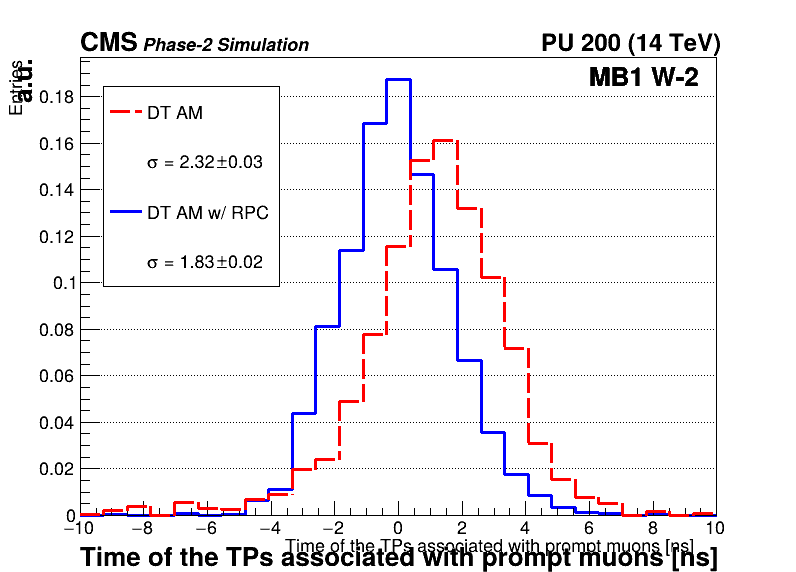 CMS Phase-2 Simulation PU 200 (14 TeV)
MB1 W-2
Entries
a.u.
DT AM
σ = 2.32±0.03
DT AM w/ RPC
σ = 1.83±0.02
0.18
0.16
0.14
0.12
0.1
0.08
0.06
0.04
0.02
0
−10 −8 −6 −4 −2 0 2 4 6 8 10
Time of the TPs associated with prompt muons [ns]
Time of the TPs associated with prompt muons [ns]